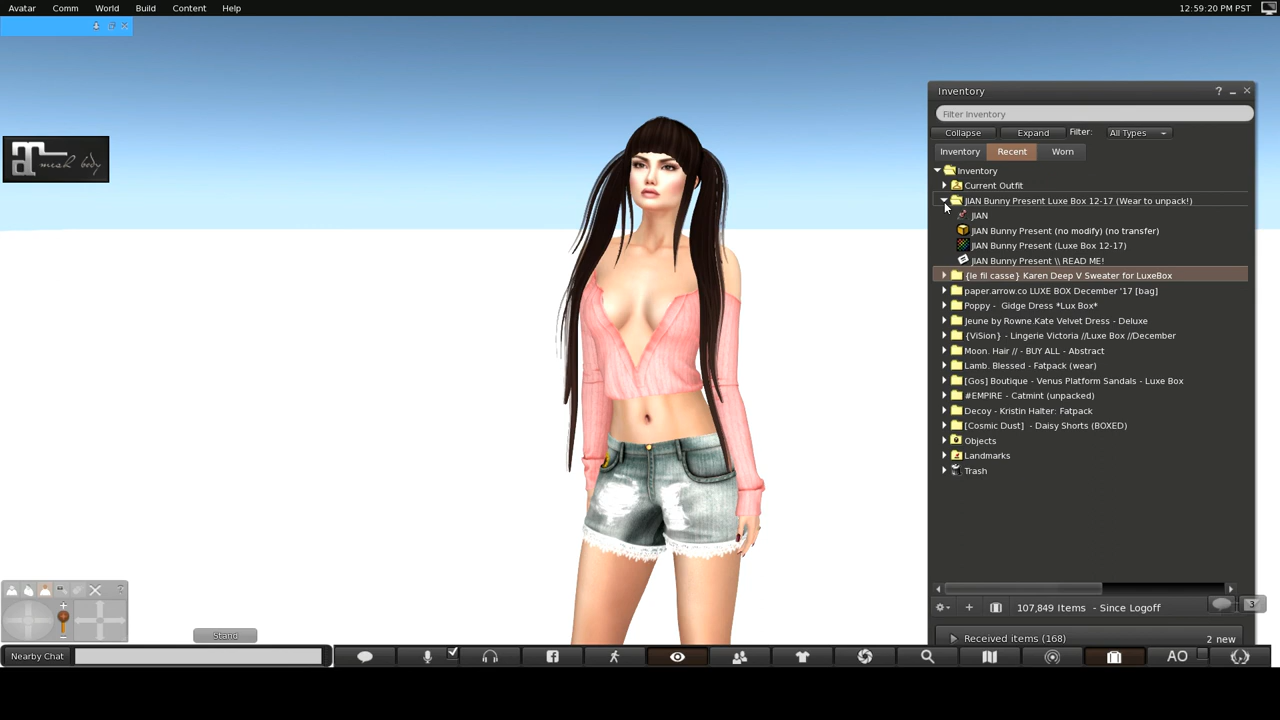 Avatar Comm World Build Content Help 12:59:20 PM PST
mesh body
Inventory ? _ ×
Filter Inventory
Collapse Expand Filter: All Types
Inventory Recent Worn
Inventory
Current Outfit
JIAN Bunny Present Luxe Box 12-17 (Wear to unpack!)
JIAN
JIAN Bunny Present (no modify) (no transfer)
JIAN Bunny Present (Luxe Box 12-17)
JIAN Bunny Present \\ READ ME!
{le fil casse} Karen Deep V Sweater for LuxeBox
paper.arrow.co LUXE BOX December '17 [bag]
Poppy -  Gidge Dress *Lux Box*
Jeune by Rowne.Kate Velvet Dress - Deluxe
{ViSion} - Lingerie Victoria //Luxe Box //December
Moon. Hair // - BUY ALL - Abstract
Lamb. Blessed - Fatpack (wear)
[Gos] Boutique - Venus Platform Sandals - Luxe Box
#EMPIRE - Catmint (unpacked)
Decoy - Kristin Halter: Fatpack
[Cosmic Dust]  - Daisy Shorts (BOXED)
Objects
Landmarks
Trash
107,849 Items  - Since Logoff 3
Received items (168) 2 new
Stand
Nearby Chat AO